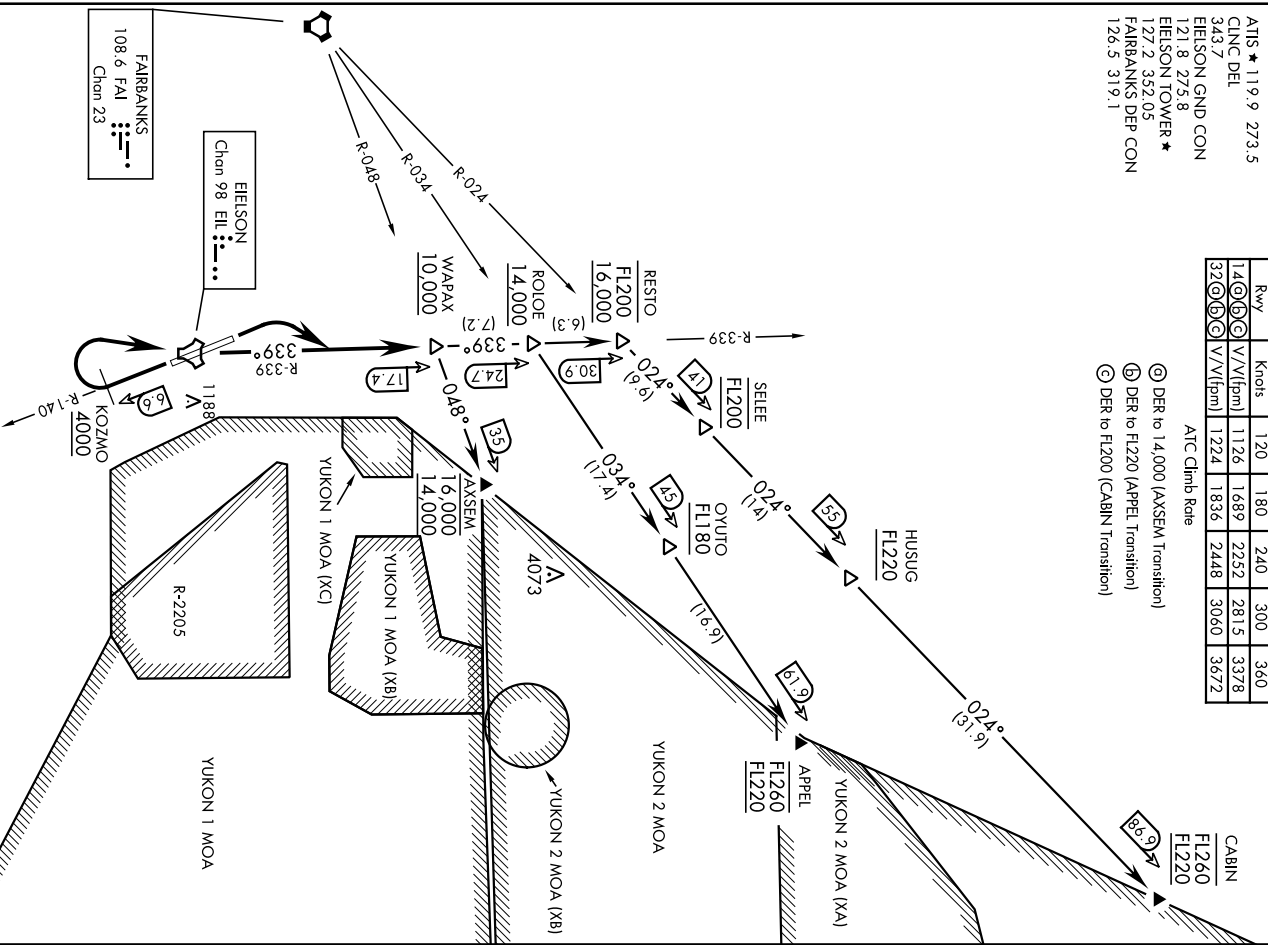 ATIS ★ 119.9 273.5
CLNC DEL
343.7
EIELSON GND CON
121.8 275.8
EIELSON TOWER ★
127.2 352.05
FAIRBANKS DEP CON
126.5 319.1
Rwy Knots 120 180 240 300 360
14ⓐⓑⓒ V/V(fpm) 1126 1689 2252 2815 3378
32ⓐⓑⓒ V/V(fpm) 1224 1836 2448 3060 3672
ATC Climb Rate
ⓐ DER to 14,000 (AXSEM Transition)
ⓑ DER to FL220 (APPEL Transition)
ⓒ DER to FL200 (CABIN Transition)
FAIRBANKS
108.6 FAI
Chan 23
EIELSON
Chan 98 EIL
R-048
R-034
R-024
WAPAX
10,000
ROLOE
14,000
RESTO
FL200
16,000
(7.2)
(6.3)
339°
R-339
339°
R-339
17.4
24.7
30.9
024°
(9.6)
41
SELEE
FL200
024°
(14)
55
HUSUG
FL220
024°
(31.9)
86.9
CABIN
FL260
FL220
034°
(17.4)
45
OYUTO
FL180
(16.9)
61.9
APPEL
FL260
FL220
048°
35
AXSEM
16,000
14,000
4073
1188
6.6
KOZMO
4000
R-140
YUKON 1 MOA (XC)
YUKON 1 MOA (XB)
R-2205
YUKON 1 MOA
YUKON 2 MOA (XB)
YUKON 2 MOA
YUKON 2 MOA (XA)